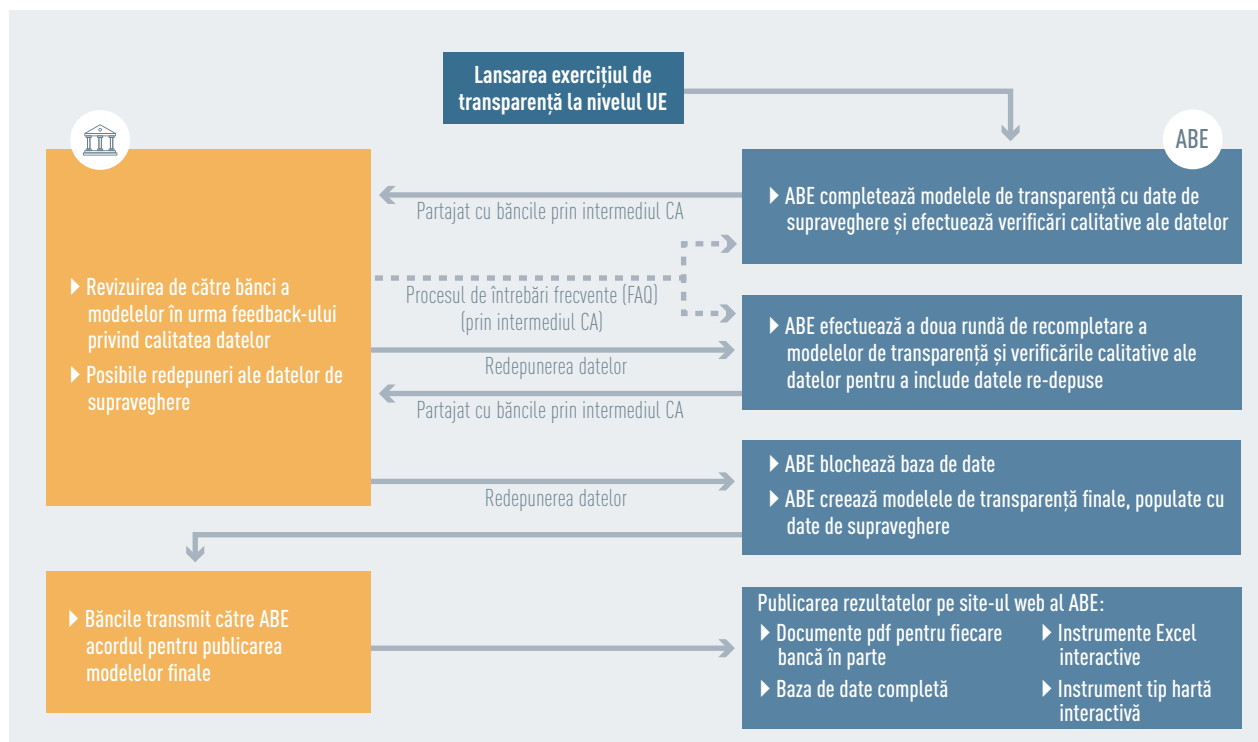 Lansarea exercițiul de
transparență la nivelul UE
ABE
▶ ABE completează modelele de transparență cu date de
supraveghere și efectuează verificări calitative ale datelor
Partajat cu băncile prin intermediul CA
▶ Revizuirea de către bănci a
modelelor în urma feedback-ului
privind calitatea datelor
▶ Posibile redepuneri ale datelor de
supraveghere
Procesul de întrebări frecvente (FAQ)
(prin intermediul CA)
▶ ABE efectuează a doua rundă de recompletare a
modelelor de transparență și verificările calitative ale
datelor pentru a include datele re-depuse
Redepunerea datelor
Partajat cu băncile prin intermediul CA
▶ ABE blochează baza de date
▶ ABE creează modelele de transparență finale, populate cu
date de supraveghere
Redepunerea datelor
▶ Băncile transmit către ABE
acordul pentru publicarea
modelelor finale
Publicarea rezultatelor pe site-ul web al ABE:
▶ Documente pdf pentru fiecare
bancă în parte
▶ Baza de date completă
▶ Instrumente Excel
interactive
▶ Instrument tip hartă
interactivă